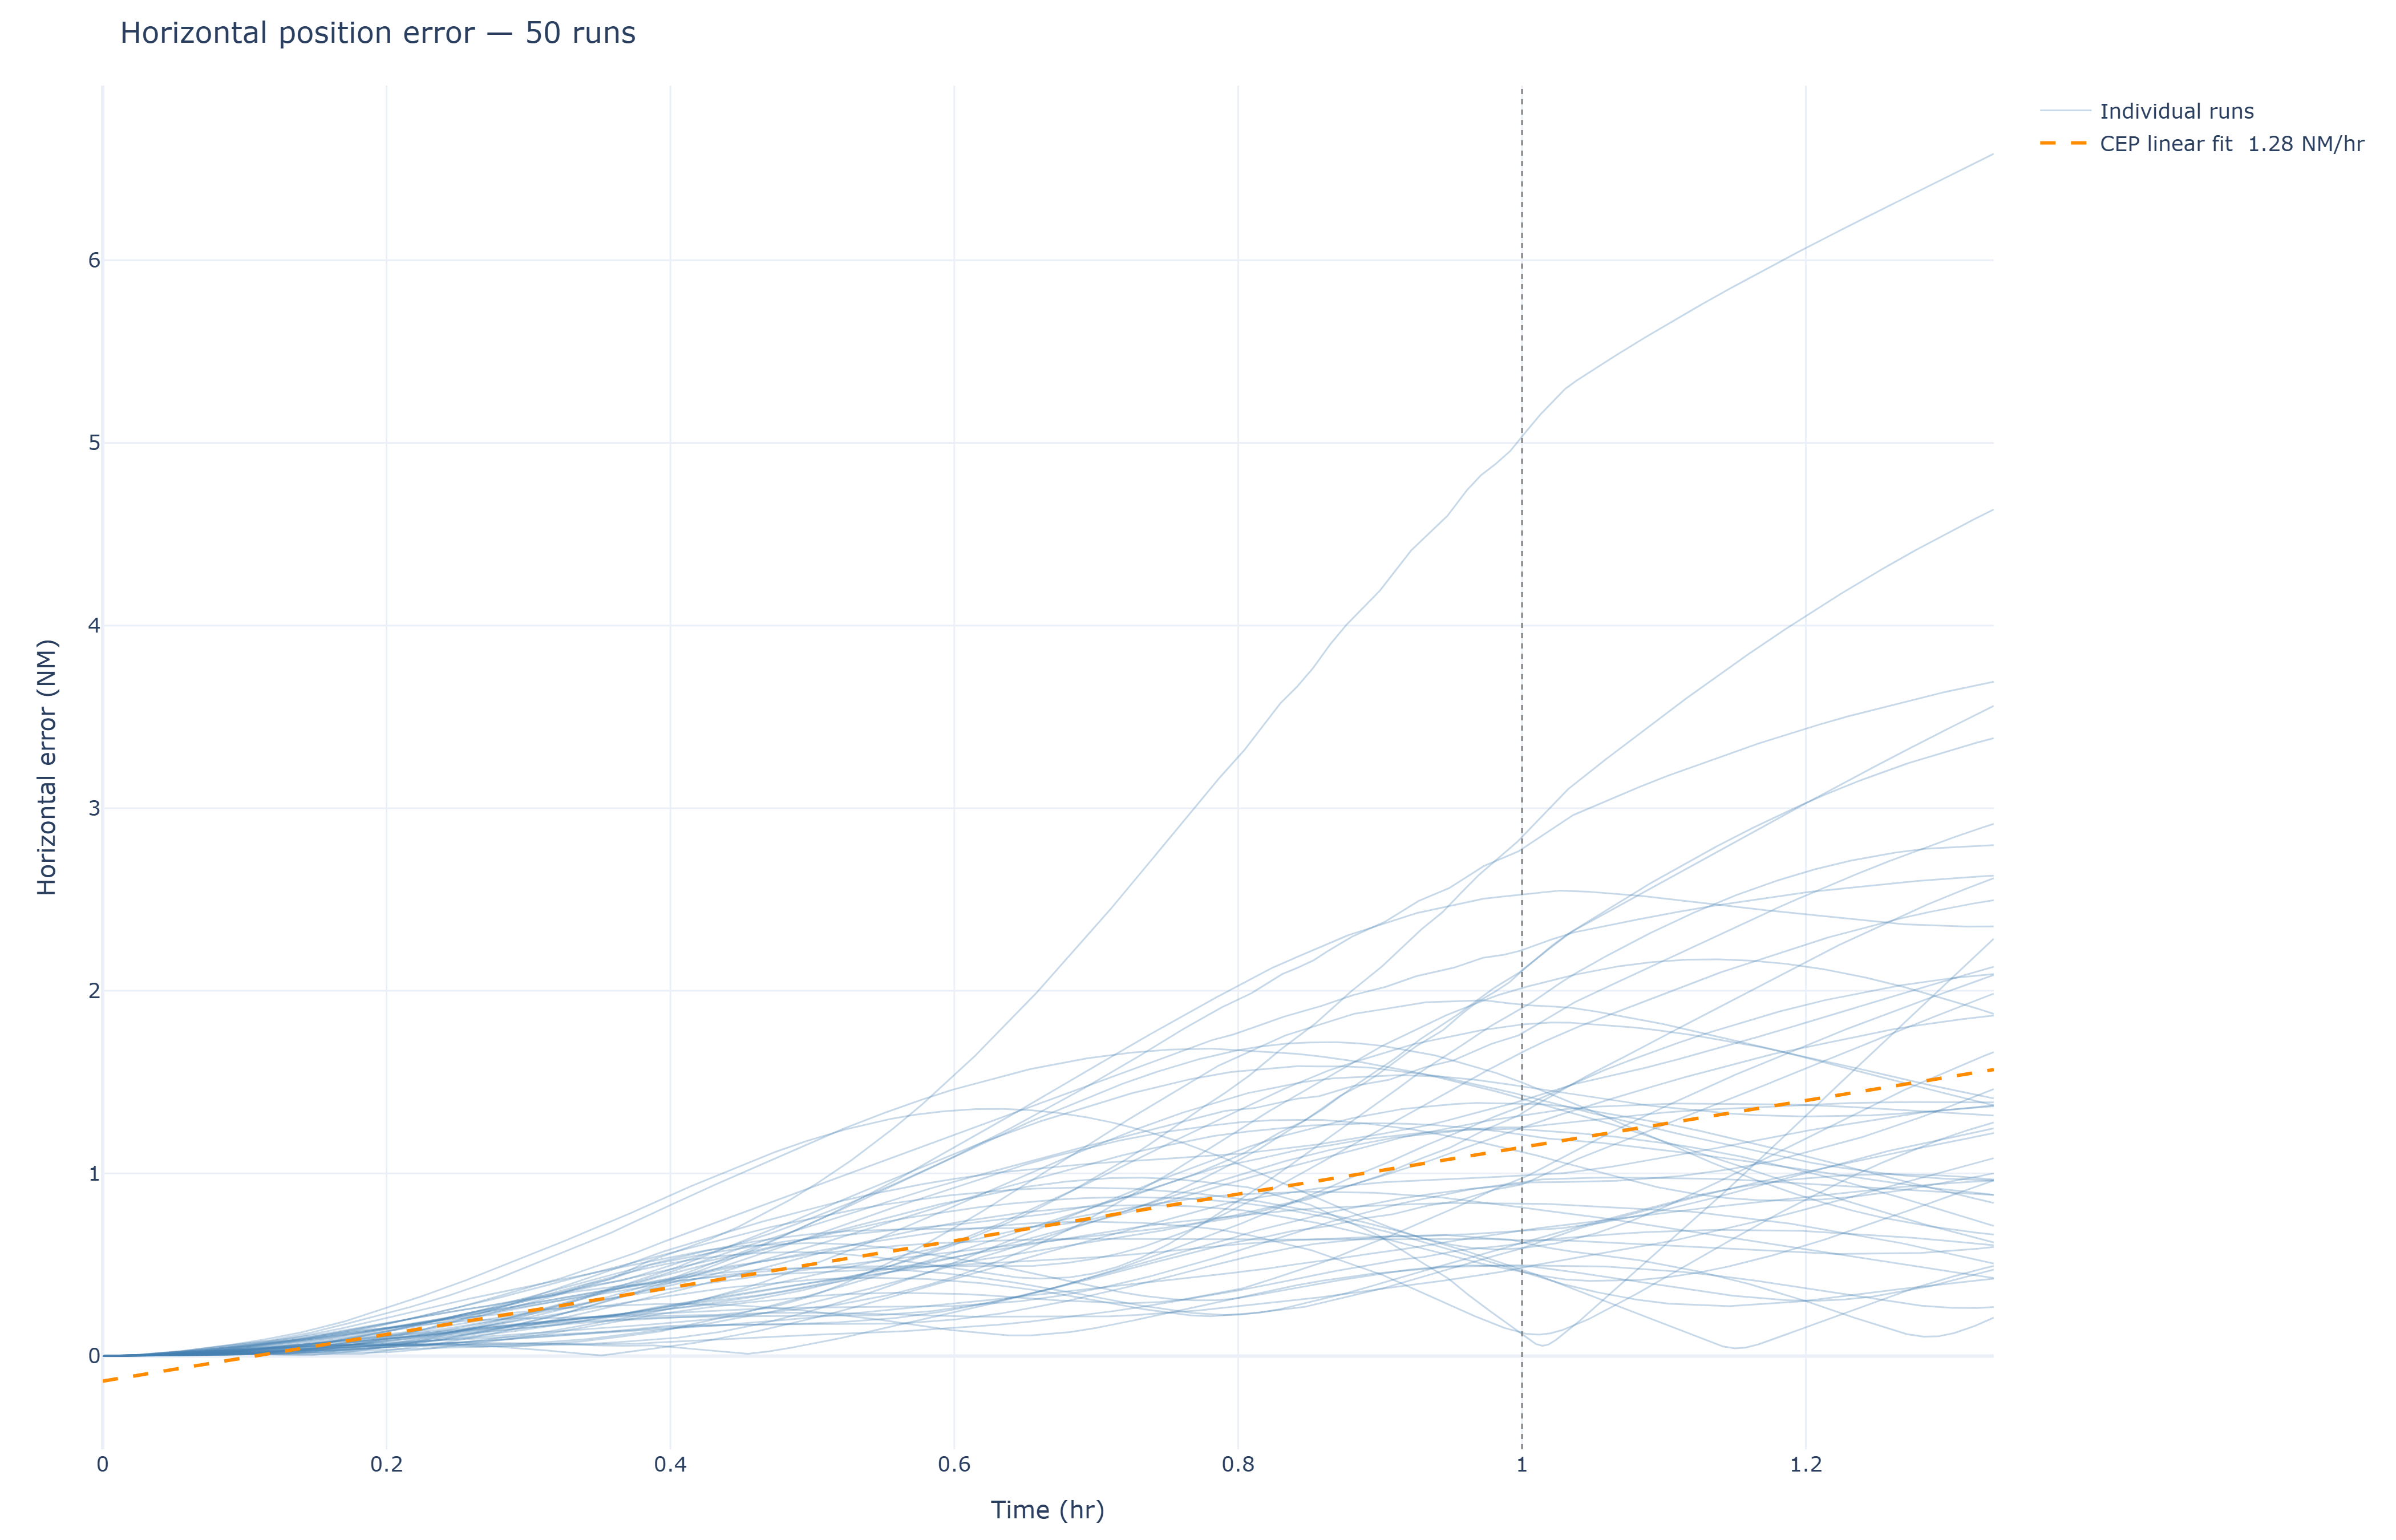 Horizontal position error — 50 runs
Individual runs
CEP linear fit  1.28 NM/hr
Horizontal error (NM)
6
5
4
3
2
1
0
0
0.2
0.4
0.6
0.8
1
1.2
Time (hr)